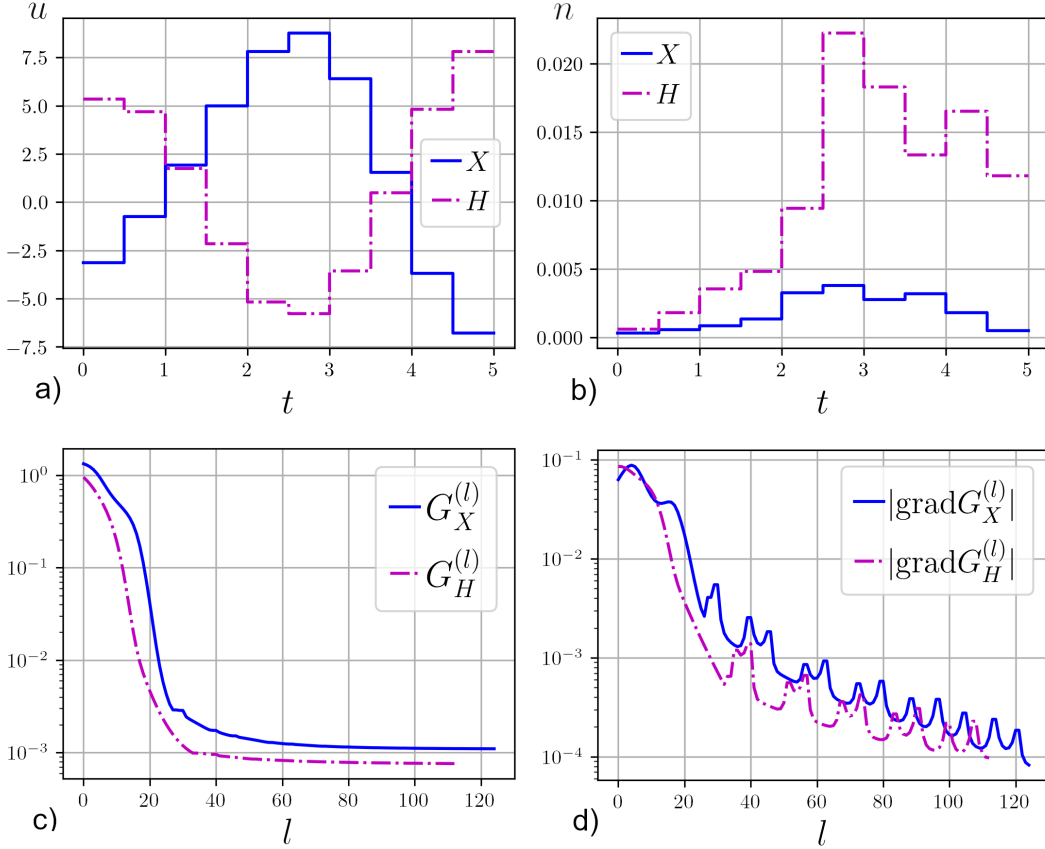 u
7.5
5.0
2.5
0.0
−2.5
−5.0
−7.5
0 1 2 3 4 5
X
H
a)
t
n
0.020
0.015
0.010
0.005
0.000
0 1 2 3 4 5
X
H
b)
t
10⁰
10⁻¹
10⁻²
10⁻³
0 20 40 60 80 100 120
G_X^{(l)}
G_H^{(l)}
c)
l
10⁻¹
10⁻²
10⁻³
10⁻⁴
0 20 40 60 80 100 120
|gradG_X^{(l)}|
|gradG_H^{(l)}|
d)
l